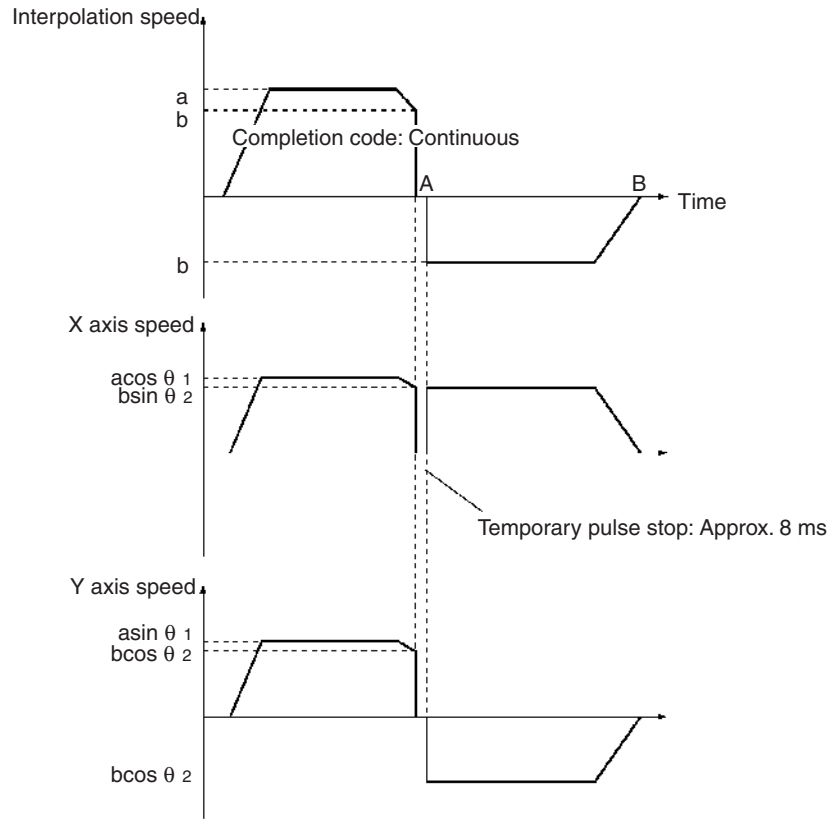 Interpolation speed
a
b
Completion code: Continuous
A
B
Time
b
X axis speed
acos θ 1
bsin θ 2
Temporary pulse stop: Approx. 8 ms
Y axis speed
asin θ 1
bcos θ 2
bcos θ 2